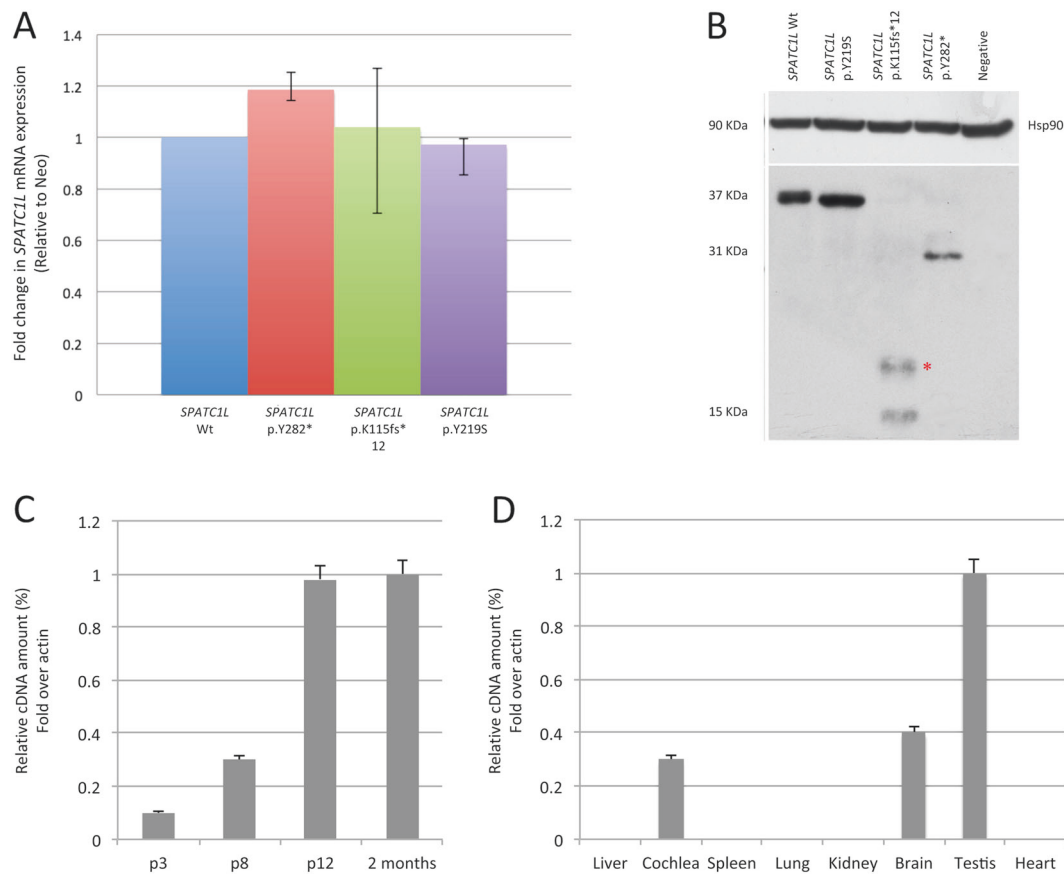 A
Fold change in SPATC1L mRNA expression
(Relative to Neo)
1.4
1.2
1
0.8
0.6
0.4
0.2
0
SPATC1L
Wt
SPATC1L
p.Y282*
SPATC1L
p.K115fs*
12
SPATC1L
p.Y219S
B
SPATC1L Wt
SPATC1L
p.Y219S
SPATC1L
p.K115fs*12
SPATC1L
p.Y282*
Negative
90 KDa
Hsp90
37 KDa
31 KDa
*
15 KDa
C
Relative cDNA amount (%)
Fold over actin
1.2
1
0.8
0.6
0.4
0.2
0
p3
p8
p12
2 months
D
Relative cDNA amount (%)
Fold over actin
1.2
1
0.8
0.6
0.4
0.2
0
Liver
Cochlea
Spleen
Lung
Kidney
Brain
Testis
Heart